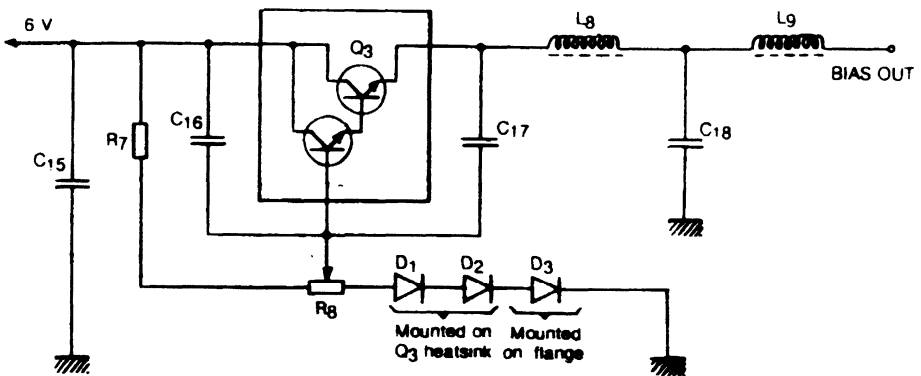 6 V
Q3
L8
L9
BIAS OUT
R7
C16
C17
C18
C15
D1
D2
D3
R8
Mounted on
Q3 heatsink
Mounted
on flange